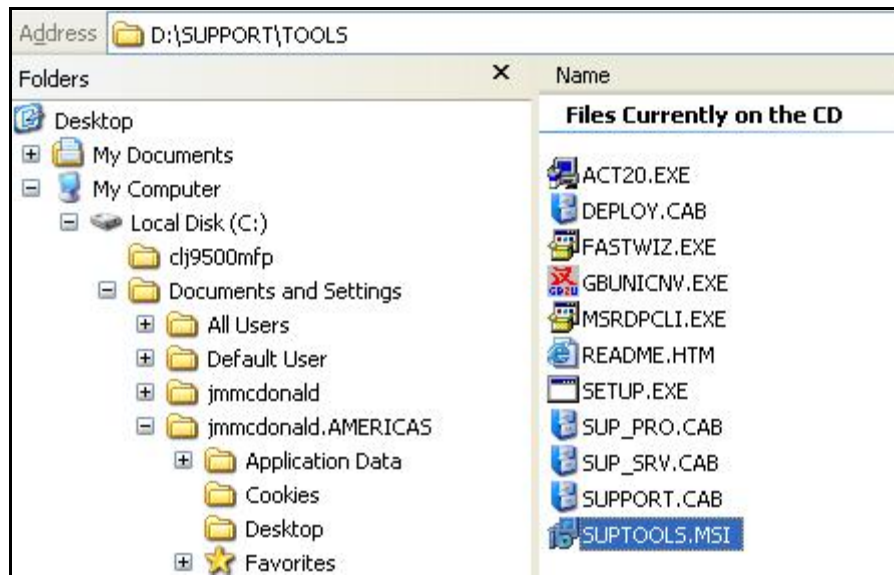 Address D:\SUPPORT\TOOLS
Folders
Desktop
My Documents
My Computer
Local Disk (C:)
clj9500mfp
Documents and Settings
All Users
Default User
jmmcdonald
jmmcdonald.AMERICAS
Application Data
Cookies
Desktop
Favorites
Name
Files Currently on the CD
ACT20.EXE
DEPLOY.CAB
FASTWIZ.EXE
GBUNICNV.EXE
MSRDPCLI.EXE
README.HTM
SETUP.EXE
SUP_PRO.CAB
SUP_SRV.CAB
SUPPORT.CAB
SUPTOOLS.MSI